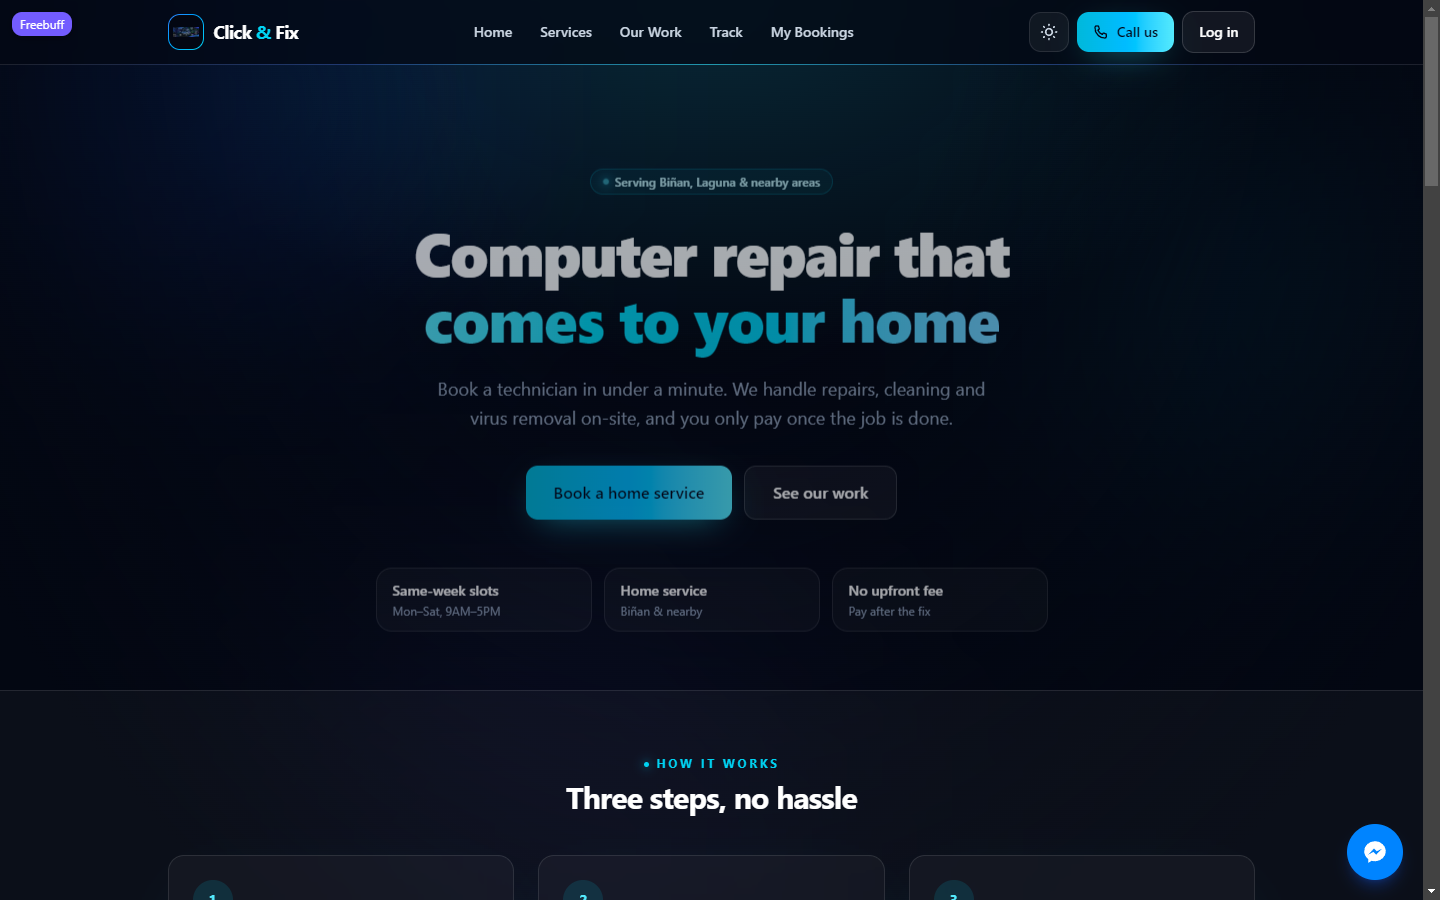 Freebuff
Click & Fix
Home
Services
Our Work
Track
My Bookings
Call us
Log in
Serving Biñan, Laguna & nearby areas
Computer repair that
comes to your home
Book a technician in under a minute. We handle repairs, cleaning and
virus removal on-site, and you only pay once the job is done.
Book a home service
See our work
Same-week slots
Mon–Sat, 9AM–5PM
Home service
Biñan & nearby
No upfront fee
Pay after the fix
HOW IT WORKS
Three steps, no hassle
1
2
3